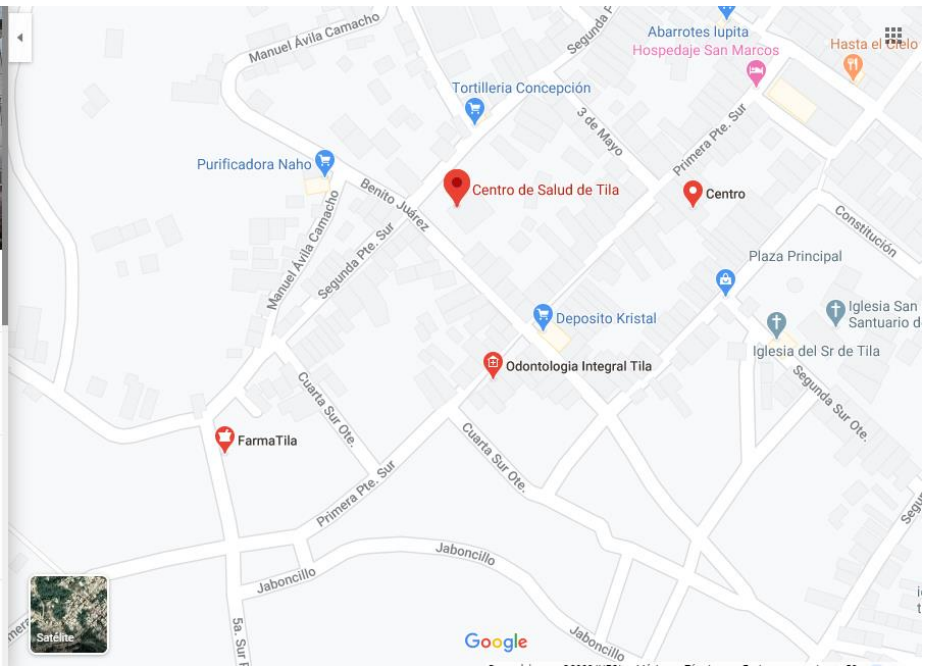 Manuel Ávila Camacho
Segunda P
Abarrotes lupita
Hospedaje San Marcos
Hasta el Cielo
Tortilleria Concepción
3 de Mayo
Primera Pte. Sur
Purificadora Naho
Benito Juárez
Centro de Salud de Tila
Centro
Manuel Ávila Camacho
Segunda Pte. Sur
Constitución
Plaza Principal
Deposito Kristal
Iglesia San
Santuario d
Iglesia del Sr de Tila
Odontologia Integral Tila
Segunda Sur Ote.
Cuarta Sur Ote.
FarmaTila
Cuarta Sur Ote.
Primera Pte. Sur
Jaboncillo
Jaboncillo
Satélite
5a. Sur
Google
Jaboncillo